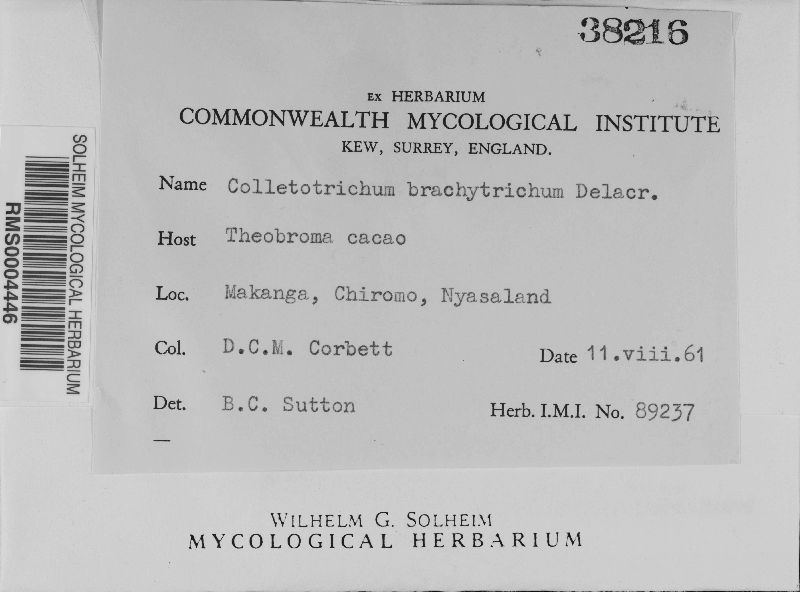 38216
EX HERBARIUM
COMMONWEALTH MYCOLOGICAL INSTITUTE
KEW, SURREY, ENGLAND.
Name Colletotrichum brachytrichum Delacr.
Host Theobroma cacao
Loc. Makanga, Chiromo, Nyasaland
Col. D.C.M. Corbett Date 11.viii.61
Det. B.C. Sutton Herb. I.M.I. No. 89237
SOLHEIM MYCOLOGICAL HERBARIUM
RMS0004446
WILHELM G. SOLHEIM
MYCOLOGICAL HERBARIUM